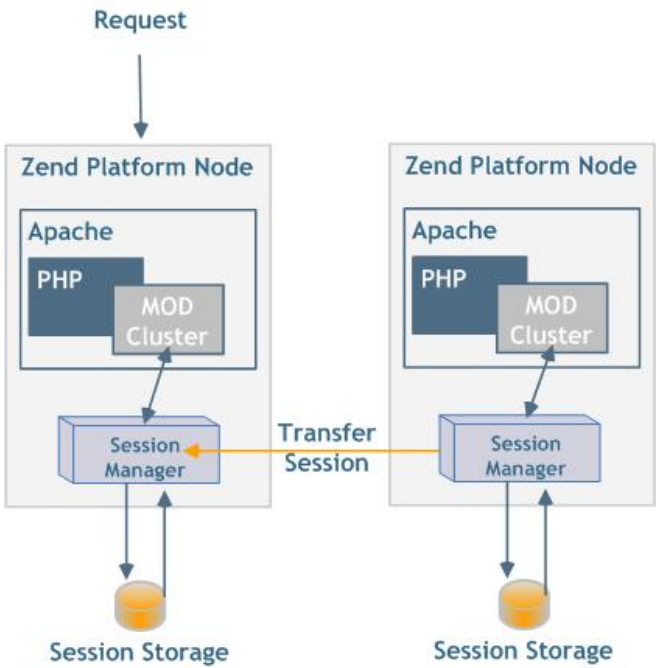 Request
Zend Platform Node
Apache
PHP
MOD
Cluster
Session
Manager
Session Storage
Transfer
Session
Zend Platform Node
Apache
PHP
MOD
Cluster
Session
Manager
Session Storage